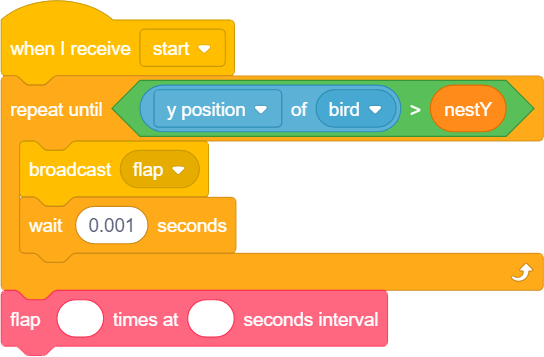 when I receive start
repeat until y position of bird > nestY
broadcast flap
wait 0.001 seconds
flap times at seconds interval